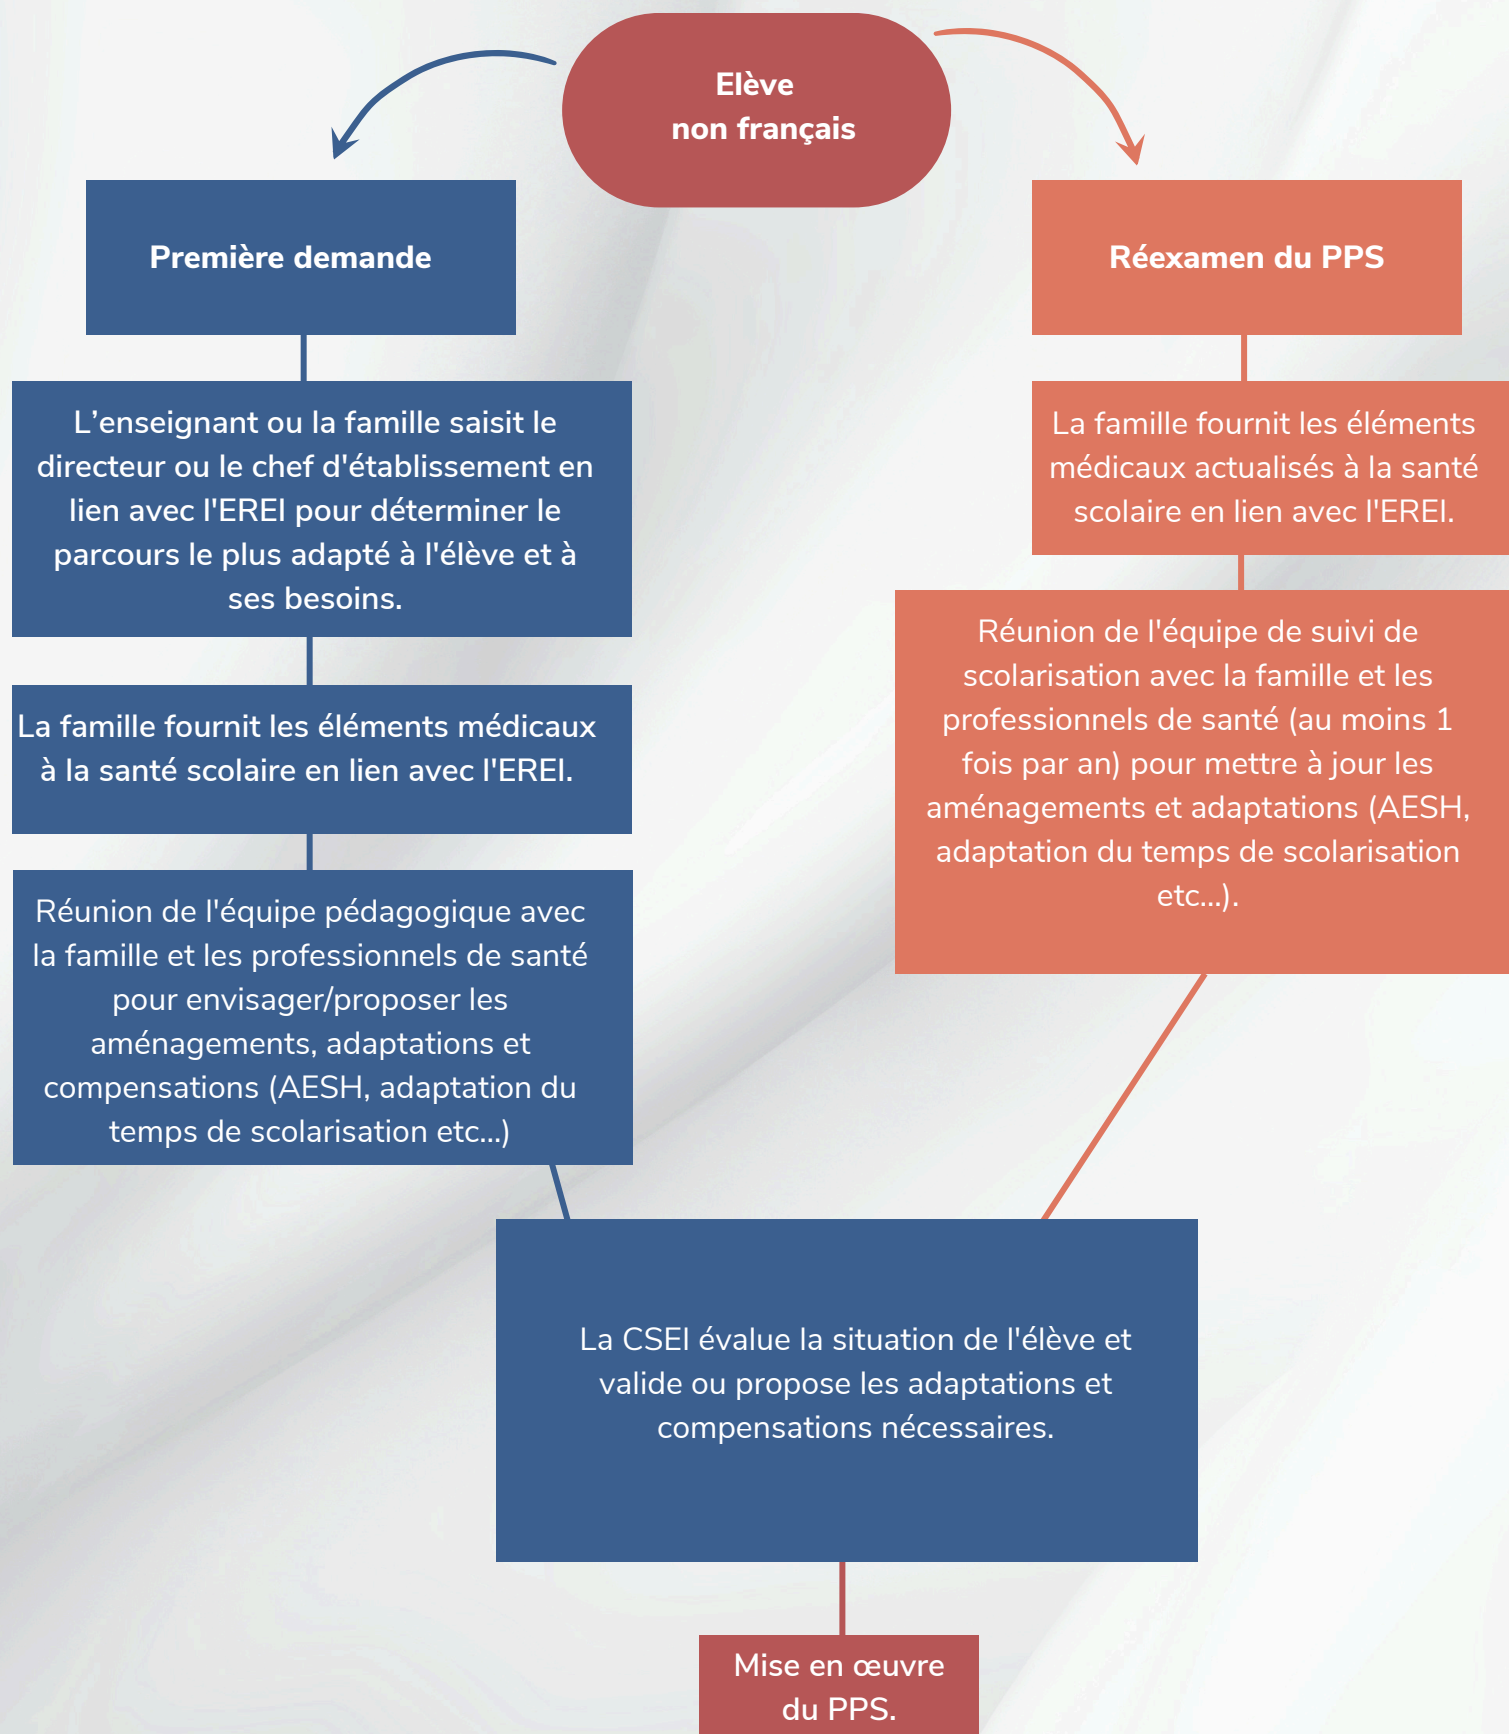 Elève
non français
Première demande
L'enseignant ou la famille saisit le
directeur ou le chef d'établissement en
lien avec l'EREI pour déterminer le
parcours le plus adapté à l'élève et à
ses besoins.
La famille fournit les éléments médicaux
à la santé scolaire en lien avec l'EREI.
Réunion de l'équipe pédagogique avec
la famille et les professionnels de santé
pour envisager/proposer les
aménagements, adaptations et
compensations (AESH, adaptation du
temps de scolarisation etc...)
Réexamen du PPS
La famille fournit les éléments
médicaux actualisés à la santé
scolaire en lien avec l'EREI.
Réunion de l'équipe de suivi de
scolarisation avec la famille et les
professionnels de santé (au moins 1
fois par an) pour mettre à jour les
aménagements et adaptations (AESH,
adaptation du temps de scolarisation
etc...).
La CSEI évalue la situation de l'élève et
valide ou propose les adaptations et
compensations nécessaires.
Mise en œuvre
du PPS.